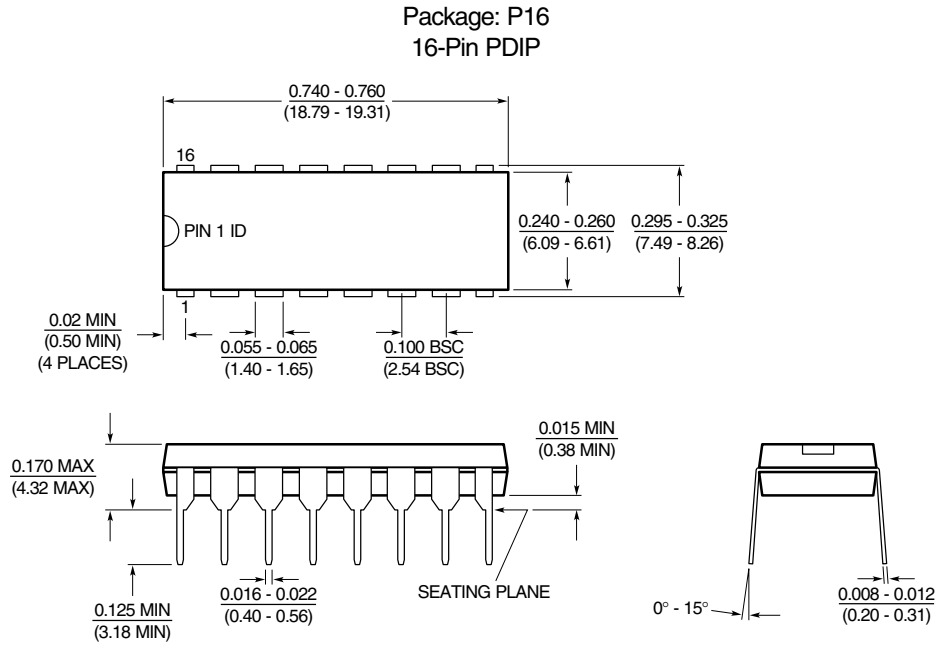 Package: P16
16-Pin PDIP
0.740 - 0.760
(18.79 - 19.31)
16
PIN 1 ID
0.240 - 0.260
(6.09 - 6.61)
0.295 - 0.325
(7.49 - 8.26)
1
0.02 MIN
(0.50 MIN)
(4 PLACES)
0.055 - 0.065
(1.40 - 1.65)
0.100 BSC
(2.54 BSC)
0.170 MAX
(4.32 MAX)
0.015 MIN
(0.38 MIN)
0.125 MIN
(3.18 MIN)
0.016 - 0.022
(0.40 - 0.56)
SEATING PLANE
0° - 15°
0.008 - 0.012
(0.20 - 0.31)